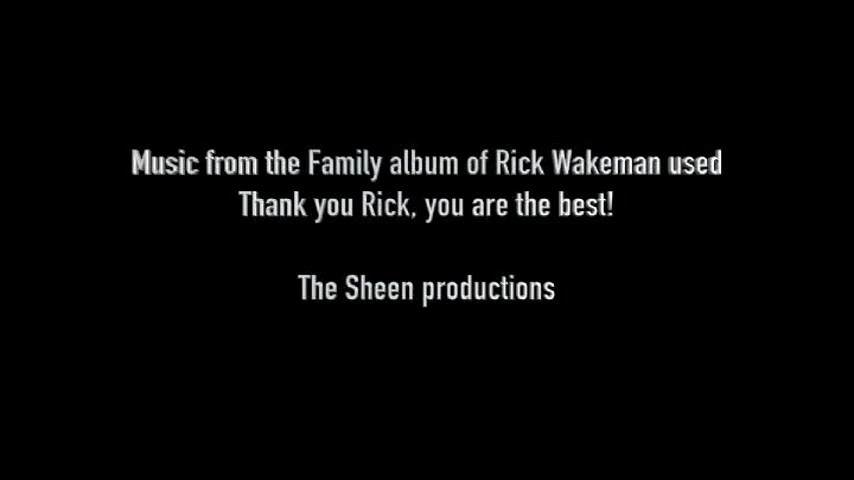 Music from the Family album of Rick Wakeman used
Thank you Rick, you are the best!
The Sheen productions